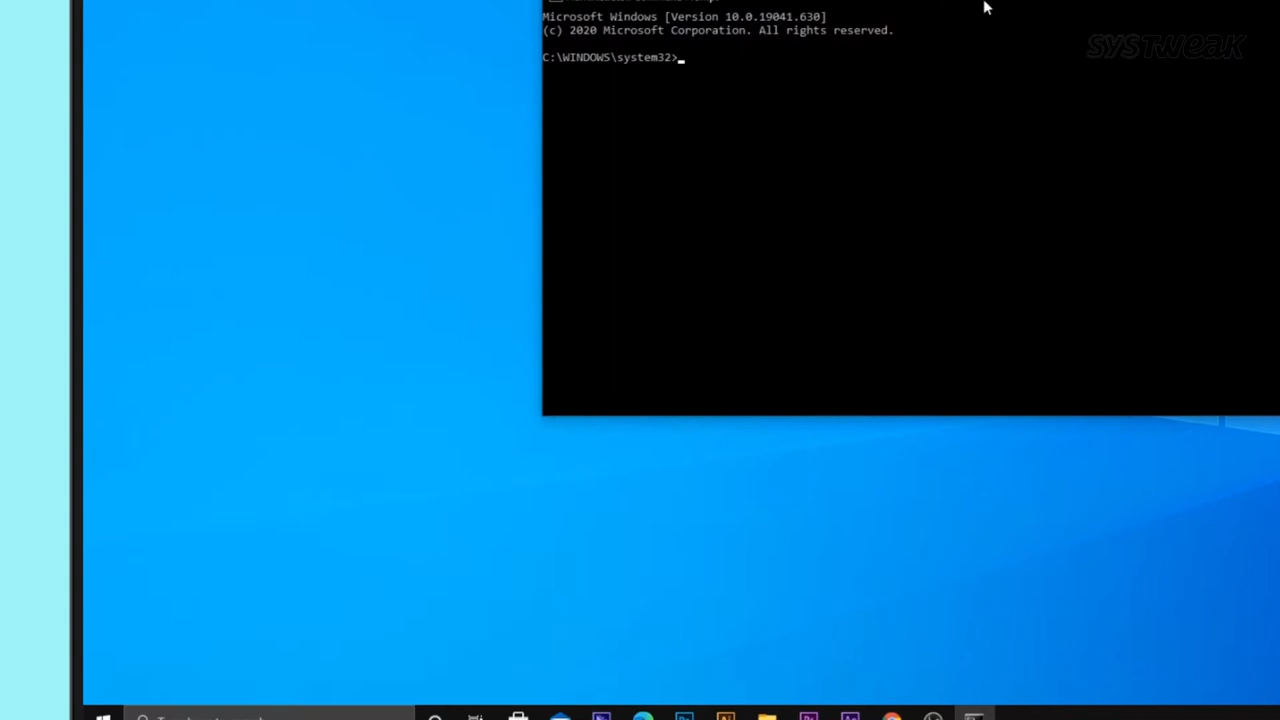 Microsoft Windows [Version 10.0.19041.630]
(c) 2020 Microsoft Corporation. All rights reserved.
SYSTWEAK
C:\WINDOWS\system32>